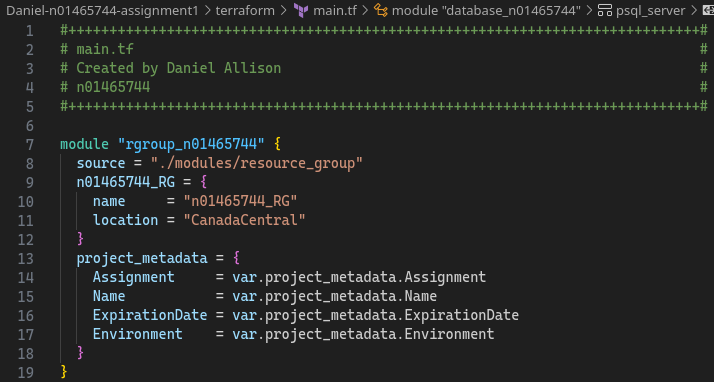 Daniel-n01465744-assignment1 > terraform > main.tf > module "database_n01465744" > psql_server >
1 #++++++++++++++++++++++++++++++++++++++++++++++++++++++++++++++++++++++++++++++#
2 # main.tf #
3 # Created by Daniel Allison #
4 # n01465744 #
5 #++++++++++++++++++++++++++++++++++++++++++++++++++++++++++++++++++++++++++++++#
6
7 module "rgroup_n01465744" {
8 source = "./modules/resource_group"
9 n01465744_RG = {
10 name = "n01465744_RG"
11 location = "CanadaCentral"
12 }
13 project_metadata = {
14 Assignment = var.project_metadata.Assignment
15 Name = var.project_metadata.Name
16 ExpirationDate = var.project_metadata.ExpirationDate
17 Environment = var.project_metadata.Environment
18 }
19 }